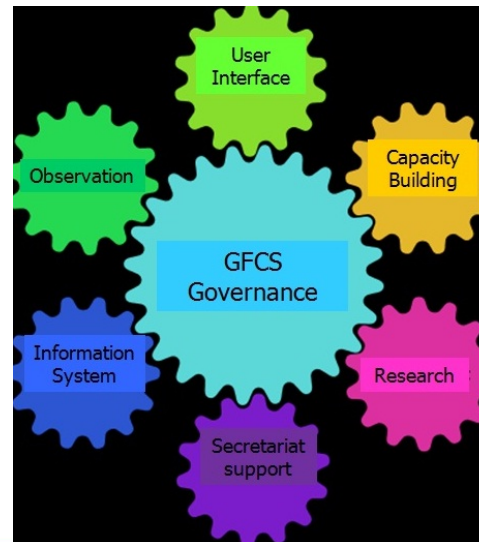 User
Interface
Observation
Capacity
Building
GFCS
Governance
Information
System
Research
Secretariat
support